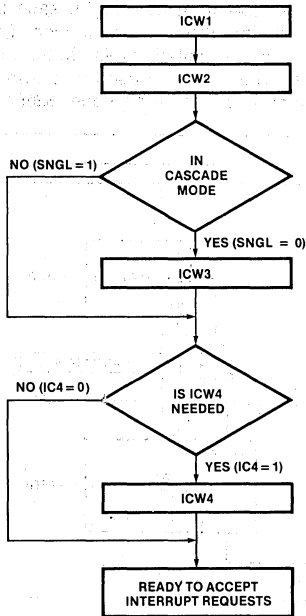 ICW1
ICW2
IN
CASCADE
MODE
NO (SNGL = 1)
YES (SNGL = 0)
ICW3
IS ICW4
NEEDED
NO (IC4 = 0)
YES (IC4 = 1)
ICW4
READY TO ACCEPT
INTERRUPT REQUESTS